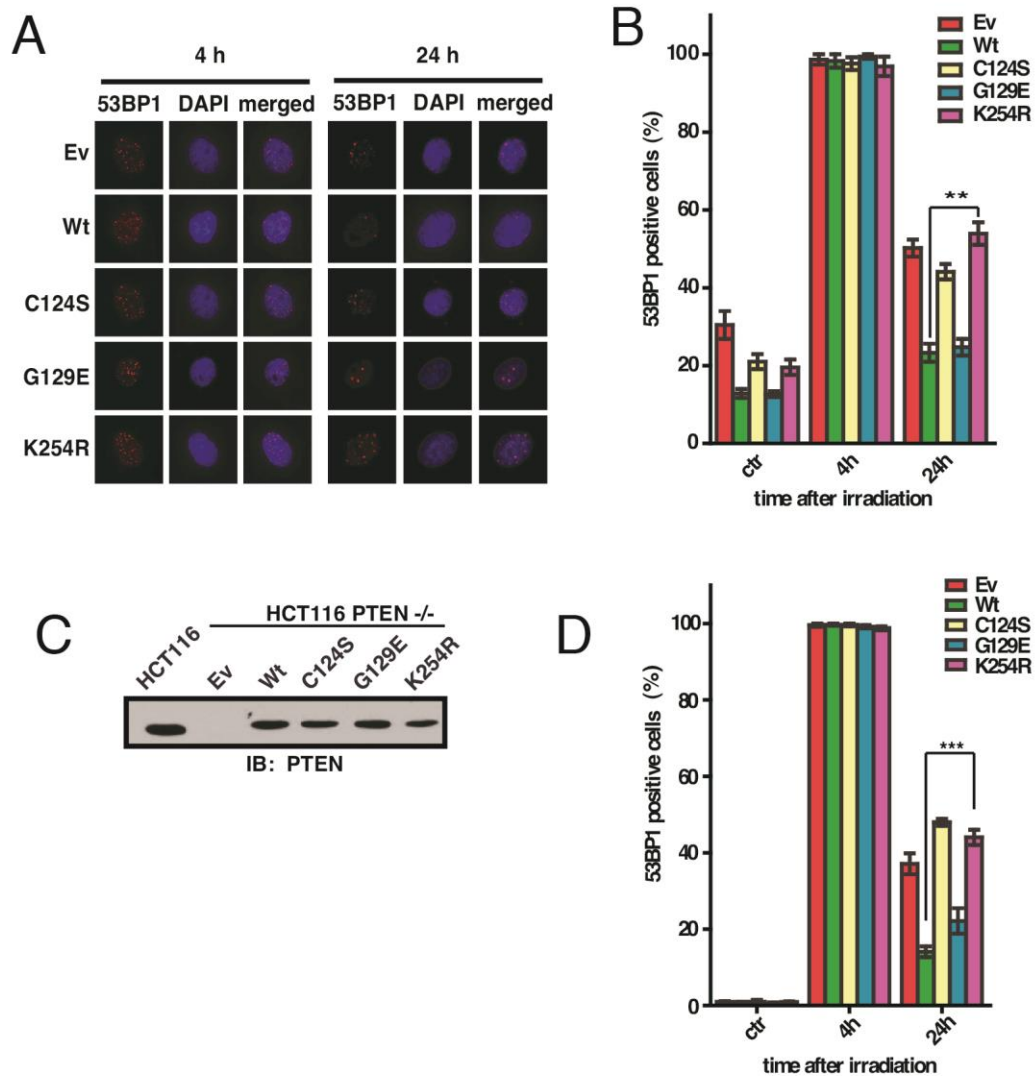 A
4 h
24 h
53BP1 DAPI merged
53BP1 DAPI merged
Ev
Wt
C124S
G129E
K254R
B
Ev
Wt
C124S
G129E
K254R
53BP1 positive cells (%)
100
80
60
40
20
0
**
ctr
4h
24h
time after irradiation
C
HCT116 PTEN -/-
HCT116
Ev
Wt
C124S
G129E
K254R
IB: PTEN
D
Ev
Wt
C124S
G129E
K254R
53BP1 positive cells (%)
100
80
60
40
20
0
***
ctr
4h
24h
time after irradiation